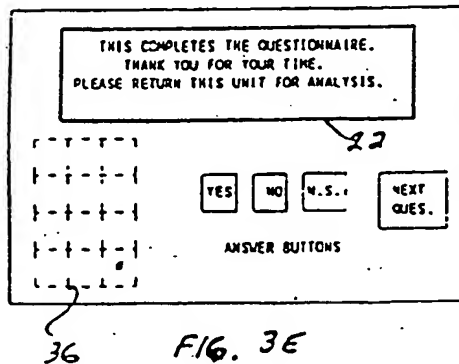 THIS COMPLETES THE QUESTIONNAIRE.
THANK YOU FOR YOUR TIME.
PLEASE RETURN THIS UNIT FOR ANALYSIS.
22
YES NO N.S. NEXT QUES.
ANSWER BUTTONS
36
FIG. 3E